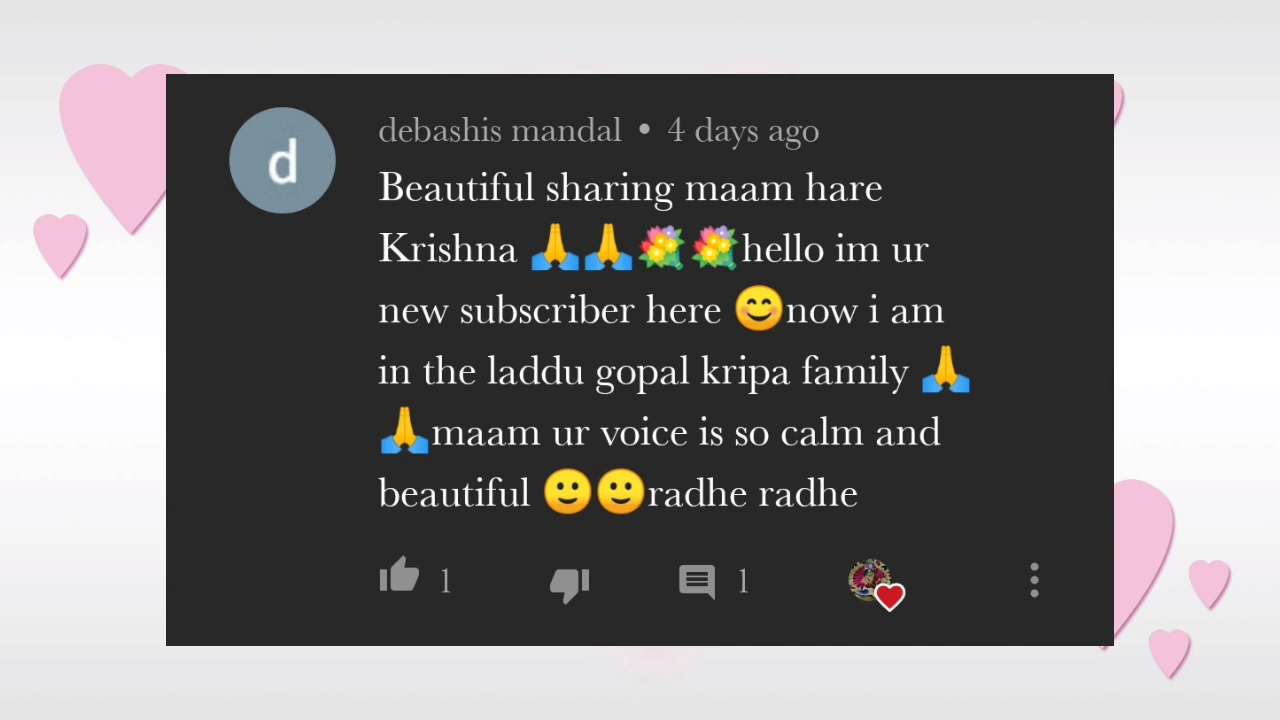 d
debashis mandal • 4 days ago
Beautiful sharing maam hare
Krishna 🙏🙏💐💐hello im ur
new subscriber here 😊now i am
in the laddu gopal kripa family 🙏
🙏maam ur voice is so calm and
beautiful 🙂🙂radhe radhe
1 1